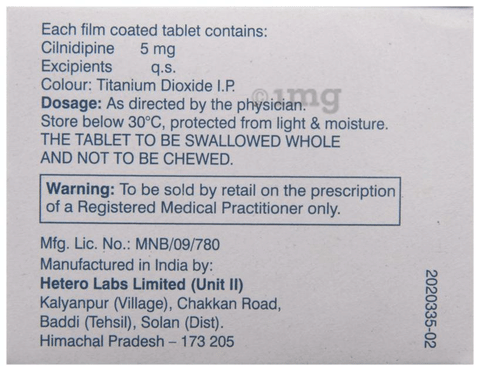 Each film coated tablet contains:
Cilnidipine 5 mg
Excipients q.s.
Colour: Titanium Dioxide I.P.
Dosage: As directed by the physician.
Store below 30°C, protected from light & moisture.
THE TABLET TO BE SWALLOWED WHOLE
AND NOT TO BE CHEWED.
Warning: To be sold by retail on the prescription
of a Registered Medical Practitioner only.
Mfg. Lic. No.: MNB/09/780
Manufactured in India by:
Hetero Labs Limited (Unit II)
Kalyanpur (Village), Chakkan Road,
Baddi (Tehsil), Solan (Dist).
Himachal Pradesh – 173 205
2020335-02
1mg